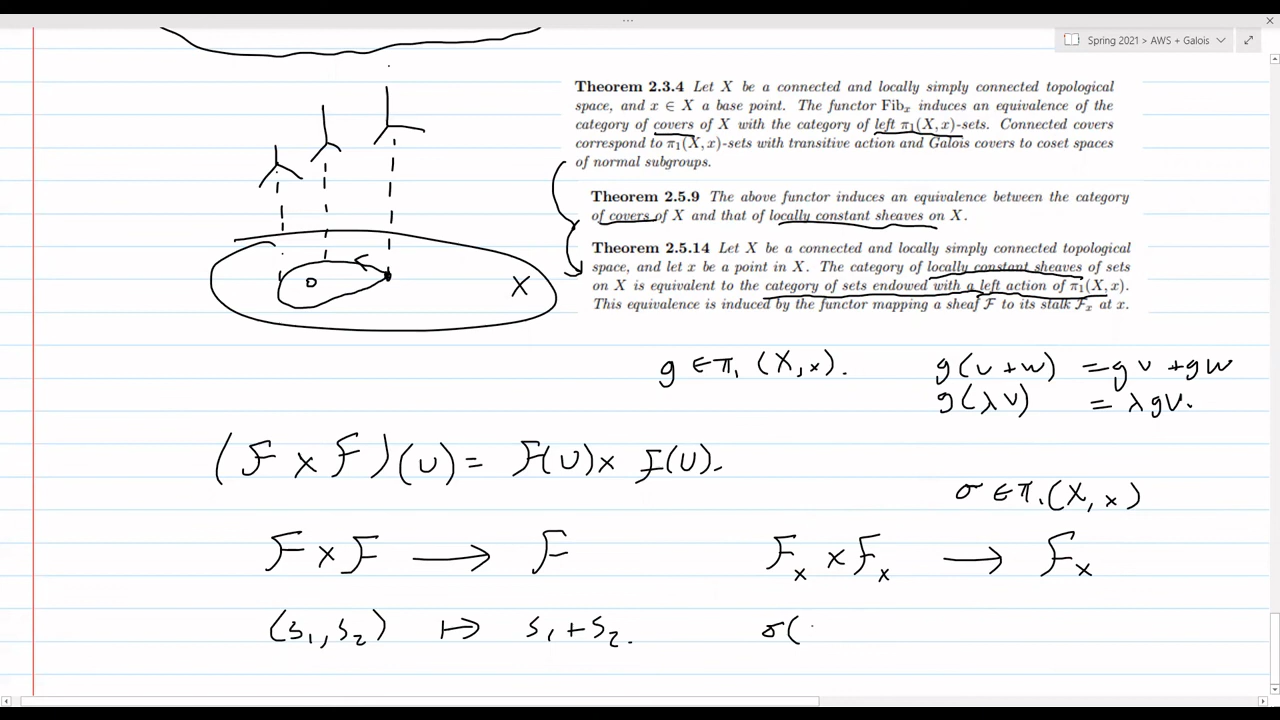 Spring 2021 > AWS + Galois
Theorem 2.3.4 Let X be a connected and locally simply connected topological
space, and x ∈ X a base point. The functor Fibₓ induces an equivalence of the
category of covers of X with the category of left π₁(X, x)-sets. Connected covers
correspond to π₁(X, x)-sets with transitive action and Galois covers to coset spaces
of normal subgroups.
Theorem 2.5.9 The above functor induces an equivalence between the category
of covers of X and that of locally constant sheaves on X.
Theorem 2.5.14 Let X be a connected and locally simply connected topological
space, and let x be a point in X. The category of locally constant sheaves of sets
on X is equivalent to the category of sets endowed with a left action of π₁(X, x).
This equivalence is induced by the functor mapping a sheaf F to its stalk Fₓ at x.
X
g ∈ π₁ (X, x).
g(v + w) = gv + gw
g(λv) = λgv.
(F × F)(U) = F(U) × F(U).
σ ∈ π₁(X, x)
F × F → F
Fₓ × Fₓ → Fₓ
(s₁, s₂) ↦ s₁ + s₂.
σ(